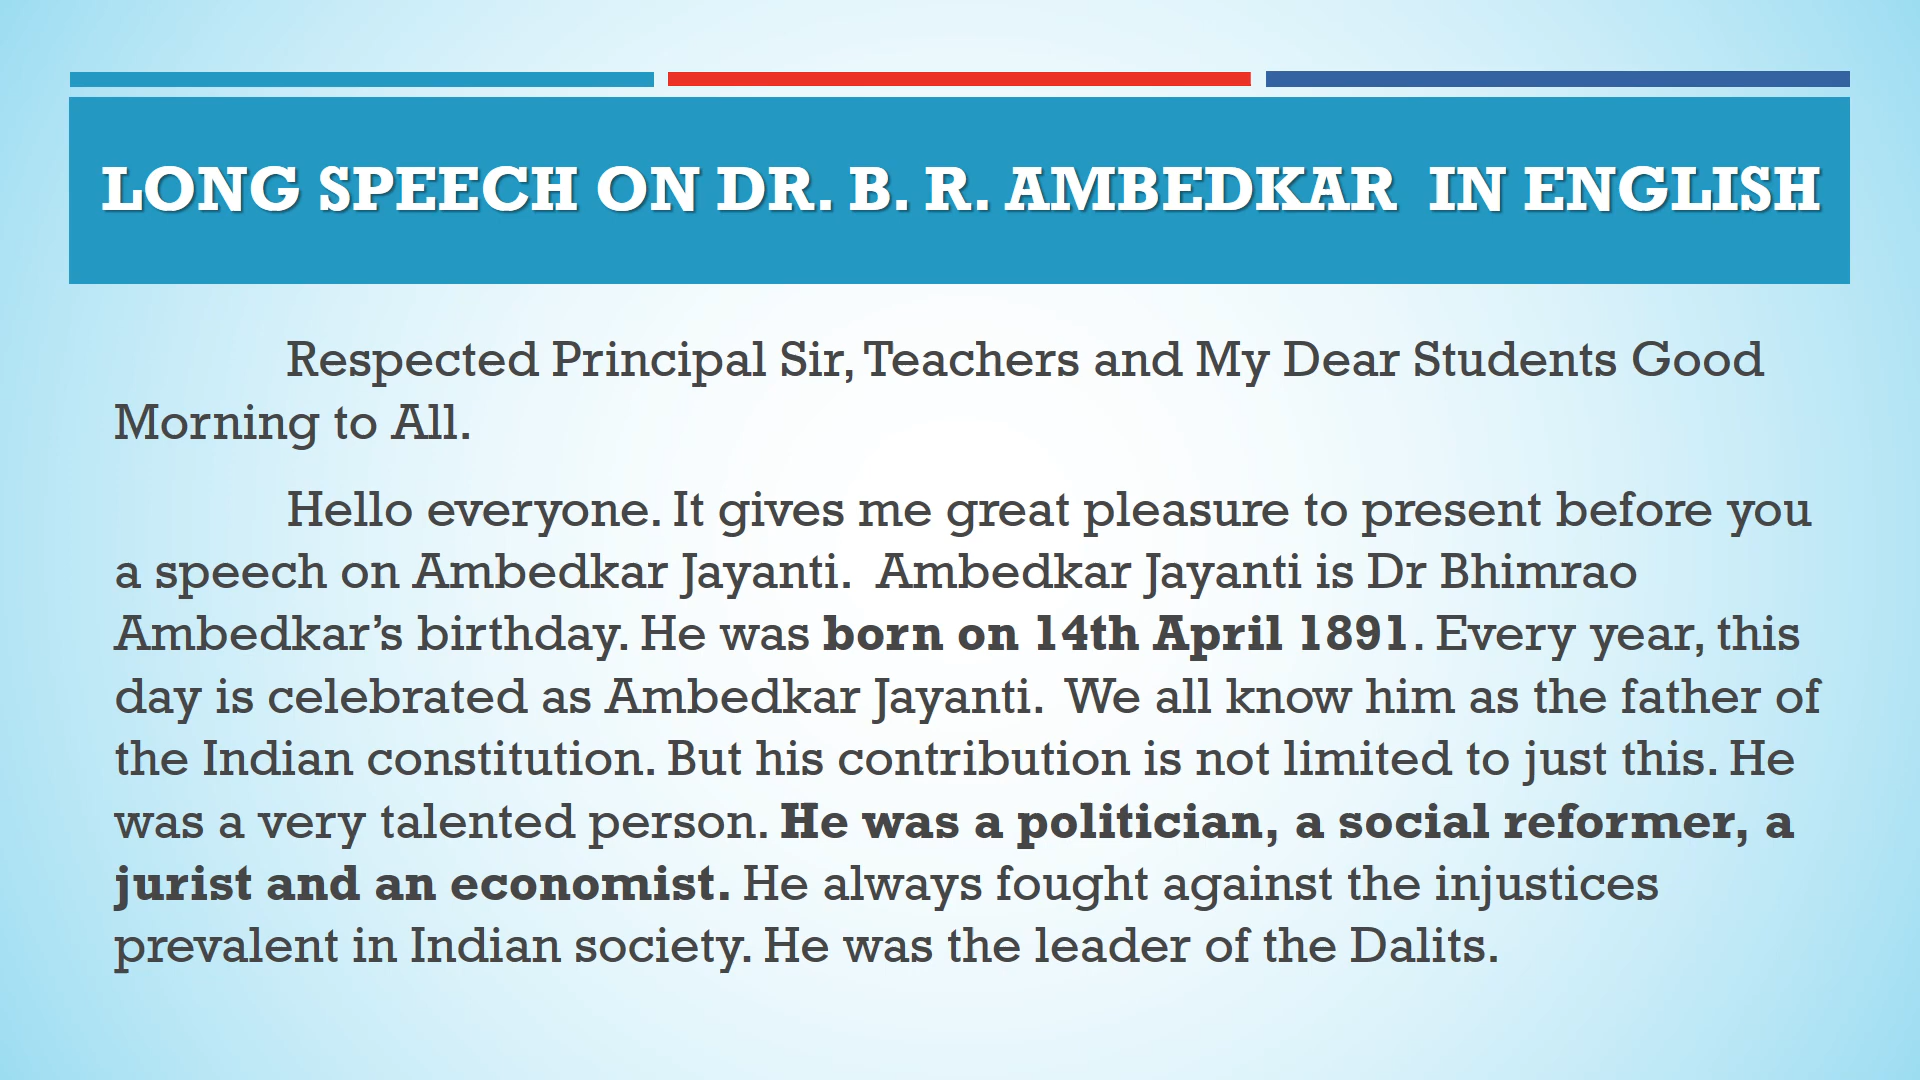 LONG SPEECH ON DR. B. R. AMBEDKAR IN ENGLISH
Respected Principal Sir, Teachers and My Dear Students Good
Morning to All.
Hello everyone. It gives me great pleasure to present before you
a speech on Ambedkar Jayanti. Ambedkar Jayanti is Dr Bhimrao
Ambedkar’s birthday. He was born on 14th April 1891. Every year, this
day is celebrated as Ambedkar Jayanti. We all know him as the father of
the Indian constitution. But his contribution is not limited to just this. He
was a very talented person. He was a politician, a social reformer, a
jurist and an economist. He always fought against the injustices
prevalent in Indian society. He was the leader of the Dalits.